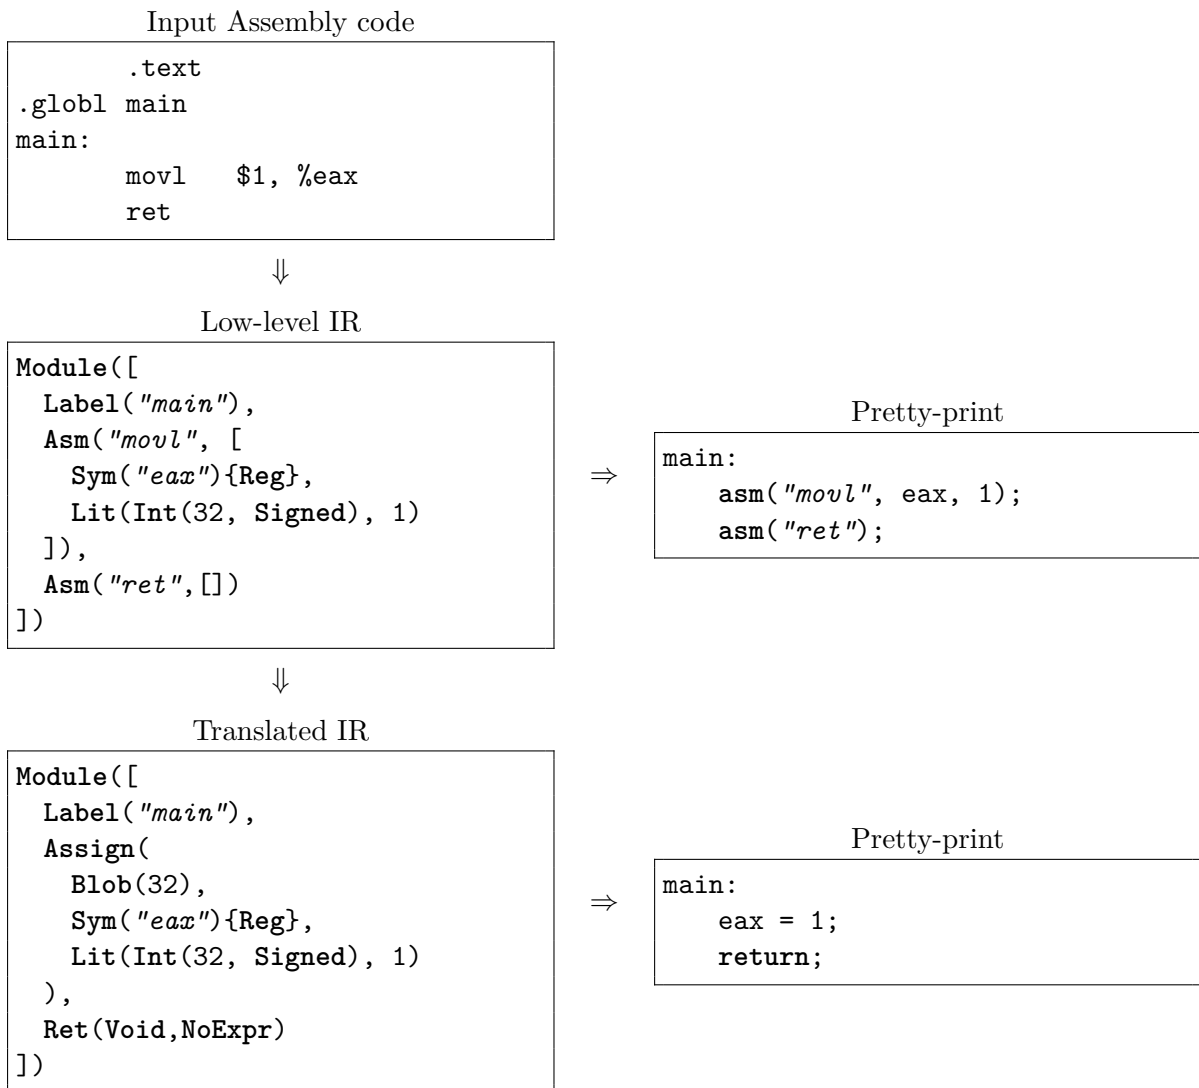 Input Assembly code
.text
.globl main
main:
movl $1, %eax
ret
⇓
Low-level IR
Module([
Label("main"),
Asm("movl", [
Sym("eax"){Reg},
Lit(Int(32, Signed), 1)
]),
Asm("ret",[])
])
⇒
Pretty-print
main:
asm("movl", eax, 1);
asm("ret");
⇓
Translated IR
Module([
Label("main"),
Assign(
Blob(32),
Sym("eax"){Reg},
Lit(Int(32, Signed), 1)
),
Ret(Void,NoExpr)
])
⇒
Pretty-print
main:
eax = 1;
return;